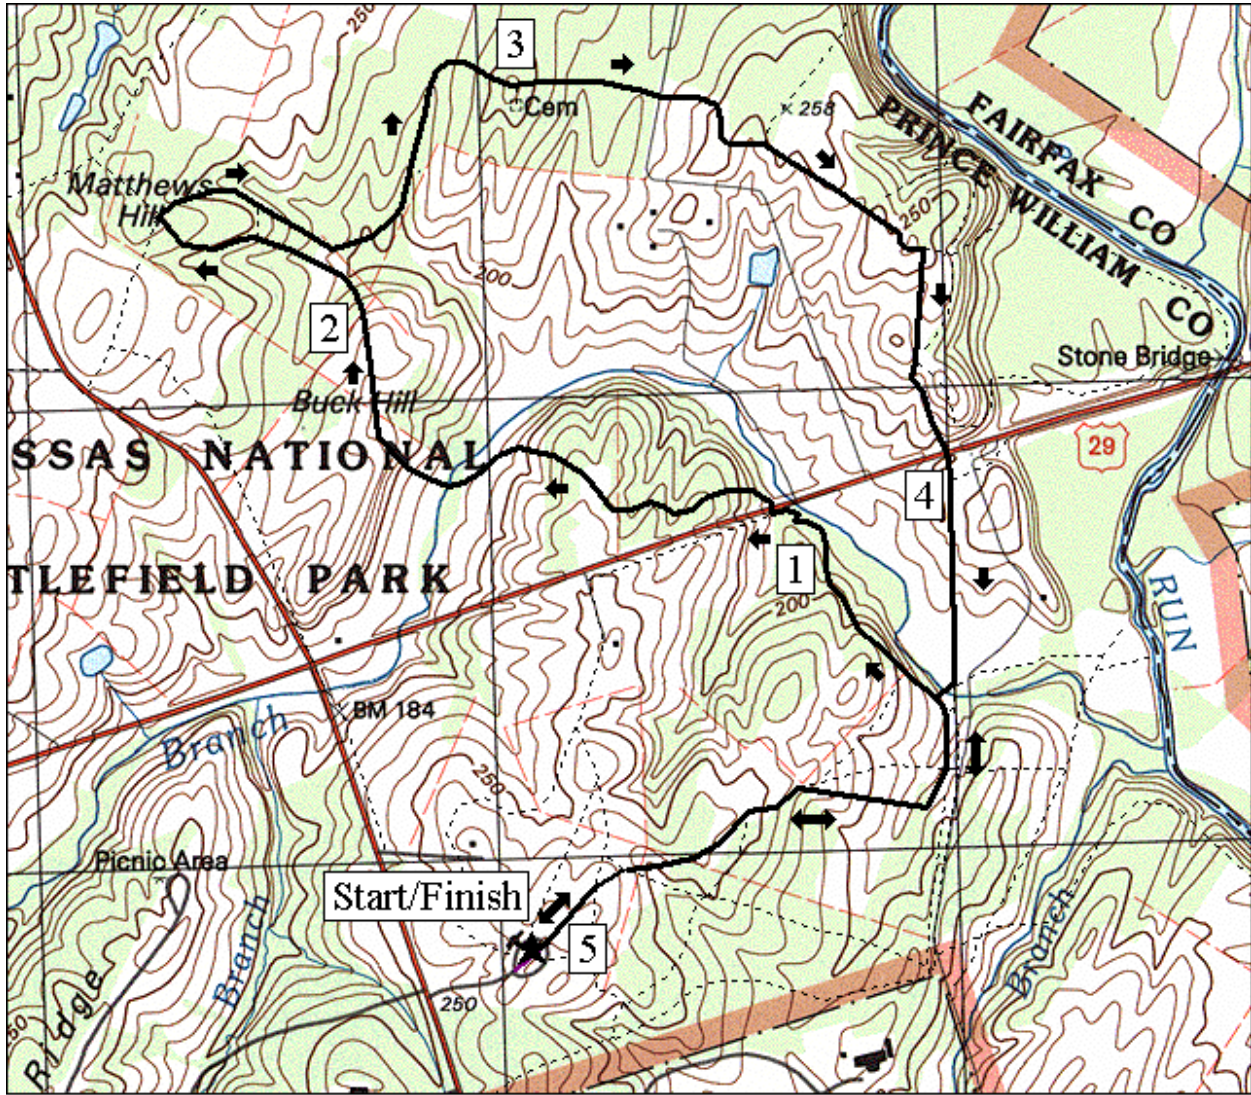 250
3
Cem
258
FAIRFAX CO
PRINCE WILLIAM CO
Matthews
Hill
250
200
2
Stone Bridge
Buck Hill
29
SSAS NATIONAL
4
1
TLEFIELD PARK
200
RUN
BM 184
Branch
250
Picnic Area
Start/Finish
5
Branch
Branch
250
Ridge
50